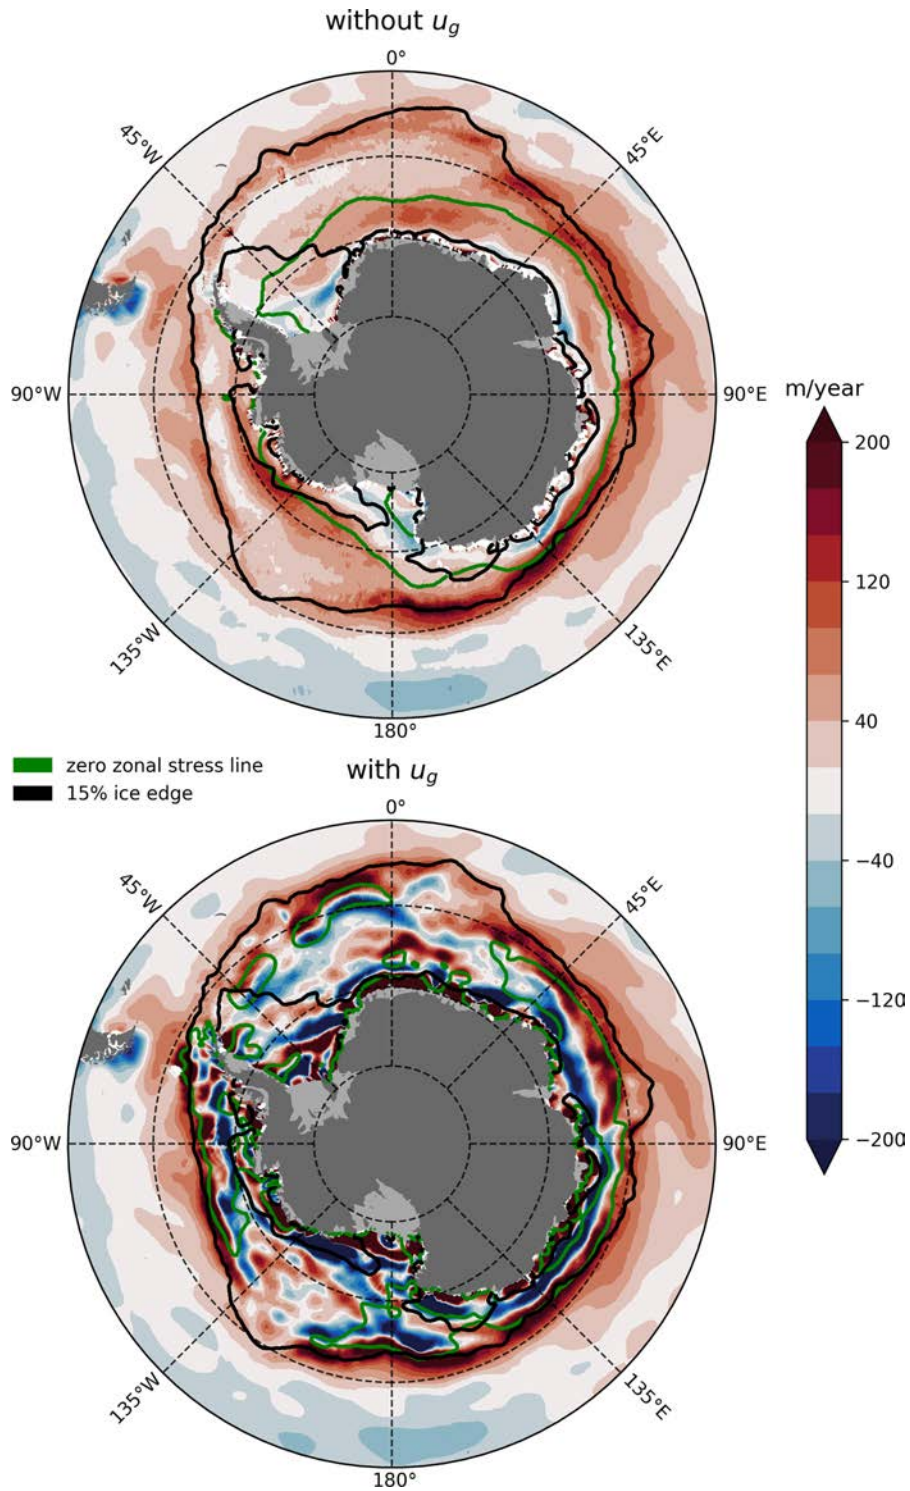 without u_g
0°
45°W
45°E
90°W
90°E
m/year
200
120
40
−40
−120
−200
135°W
135°E
180°
zero zonal stress line
15% ice edge
with u_g
0°
45°W
45°E
90°W
90°E
135°W
135°E
180°